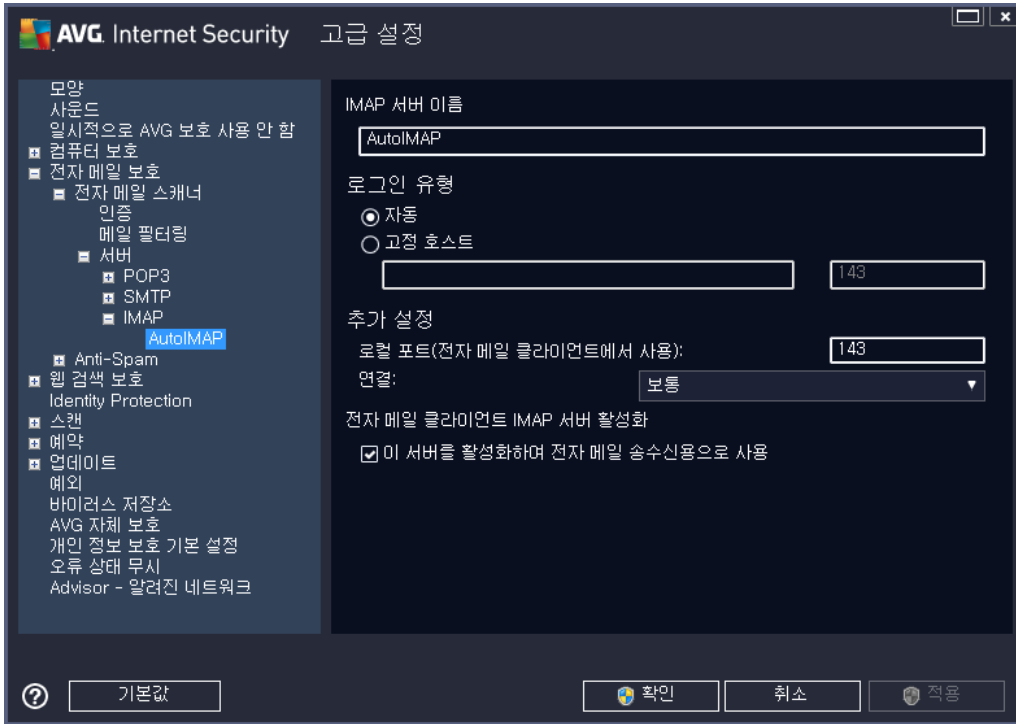 AVG. Internet Security 고급 설정
모양
사운드
일시적으로 AVG 보호 사용 안 함
컴퓨터 보호
전자 메일 보호
전자 메일 스캐너
인증
메일 필터링
서버
POP3
SMTP
IMAP
AutoIMAP
Anti-Spam
웹 검색 보호
Identity Protection
스캔
예약
업데이트
예외
바이러스 저장소
AVG 자체 보호
개인 정보 보호 기본 설정
오류 상태 무시
Advisor - 알려진 네트워크
IMAP 서버 이름
AutoIMAP
로그인 유형
자동
고정 호스트
143
추가 설정
로컬 포트(전자 메일 클라이언트에서 사용): 143
연결: 보통
전자 메일 클라이언트 IMAP 서버 활성화
이 서버를 활성화하여 전자 메일 송수신용으로 사용
기본값 확인 취소 적용